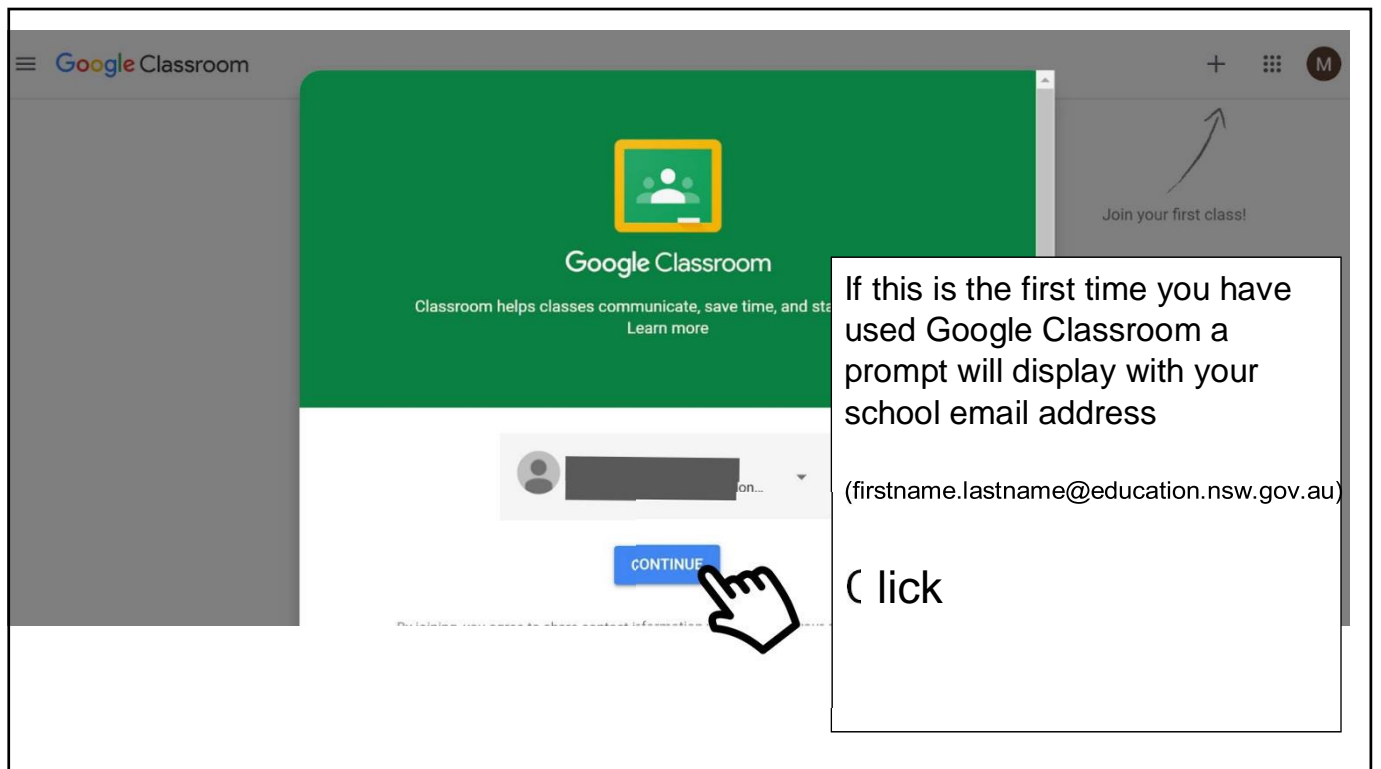 Google Classroom
M
Join your first class!
Google Classroom
Classroom helps classes communicate, save time, and sta
Learn more
ion...
CONTINUE
If this is the first time you have
used Google Classroom a
prompt will display with your
school email address
(firstname.lastname@education.nsw.gov.au)
Click